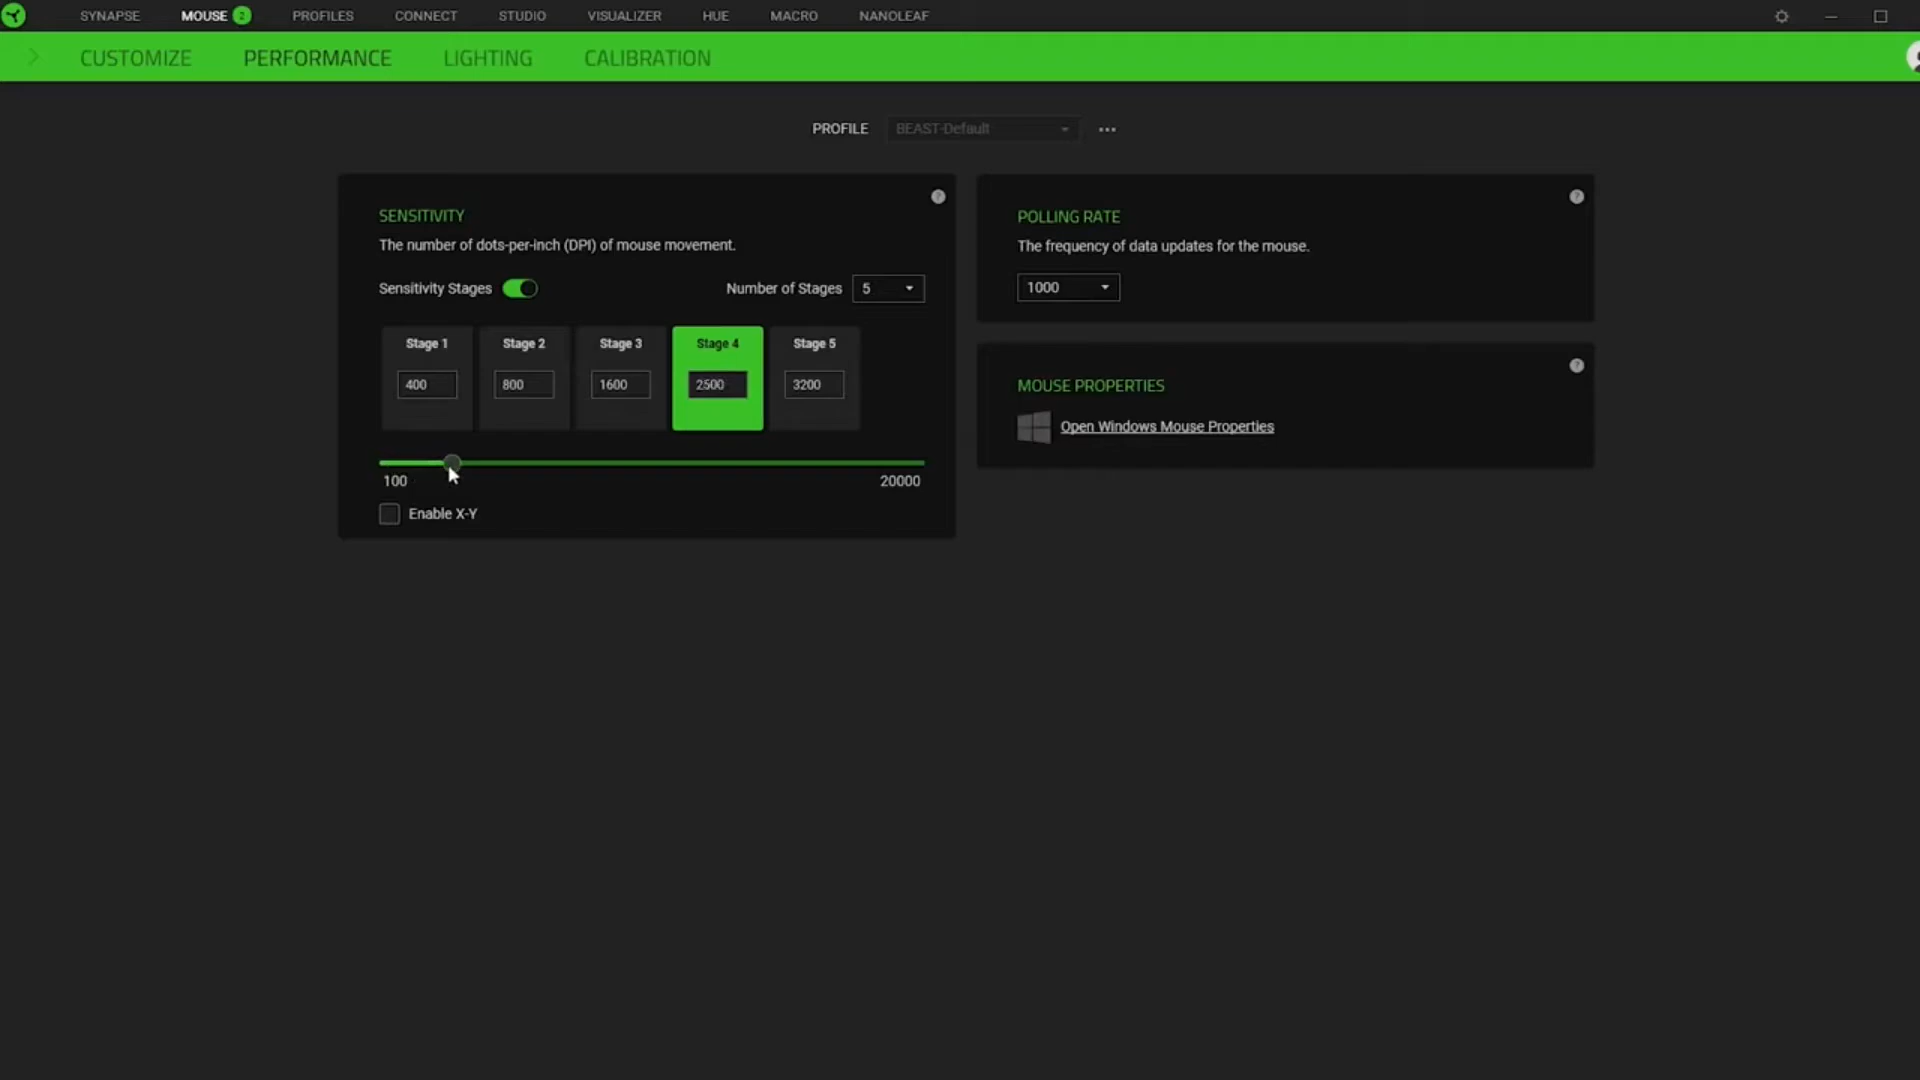 SYNAPSE MOUSE 2 PROFILES CONNECT STUDIO VISUALIZER HUE MACRO NANOLEAF
CUSTOMIZE PERFORMANCE LIGHTING CALIBRATION
PROFILE BEAST-Default
SENSITIVITY
The number of dots-per-inch (DPI) of mouse movement.
Sensitivity Stages Number of Stages 5
Stage 1 Stage 2 Stage 3 Stage 4 Stage 5
400 800 1600 2500 3200
100 20000
Enable X-Y
POLLING RATE
The frequency of data updates for the mouse.
1000
MOUSE PROPERTIES
Open Windows Mouse Properties